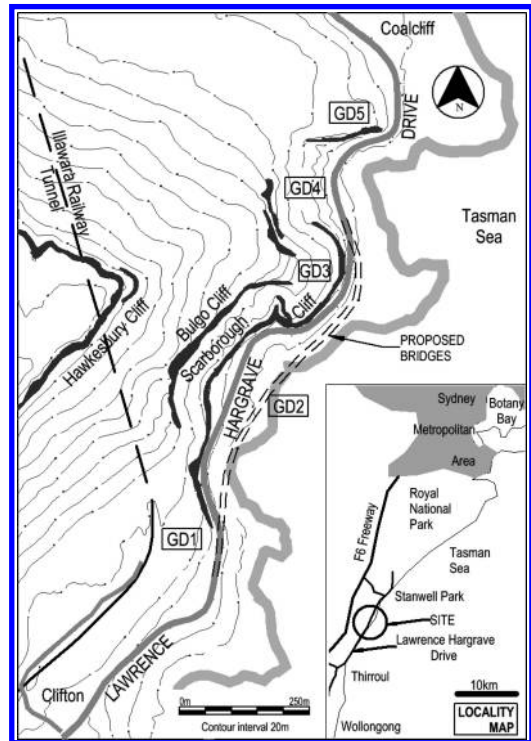 Coalcliff
DRIVE
N
GD5
Illawara Railway
Tunnel
GD4
Tasman
Sea
GD3
Bulgo Cliff
Scarborough
Cliff
Hawkesbury Cliff
PROPOSED
BRIDGES
HARGRAVE
GD2
GD1
LAWRENCE
Clifton
0m
250m
Contour interval 20m
Sydney
Botany
Bay
Metropolitan
Area
Royal
National
Park
F6 Freeway
Tasman
Sea
Stanwell Park
SITE
Lawrence Hargrave
Drive
Thirroul
10km
Wollongong
LOCALITY
MAP